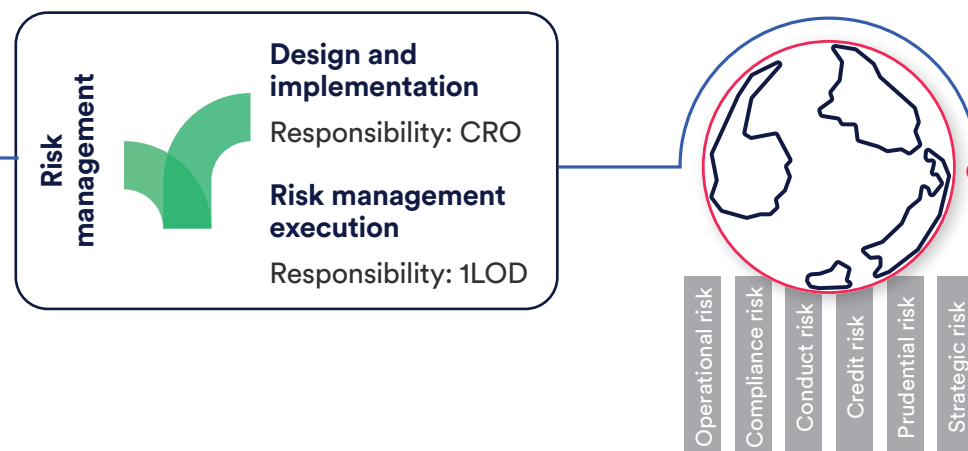 Risk
management
Design and
implementation
Responsibility: CRO
Risk management
execution
Responsibility: 1LOD
Operational risk
Compliance risk
Conduct risk
Credit risk
Prudential risk
Strategic risk